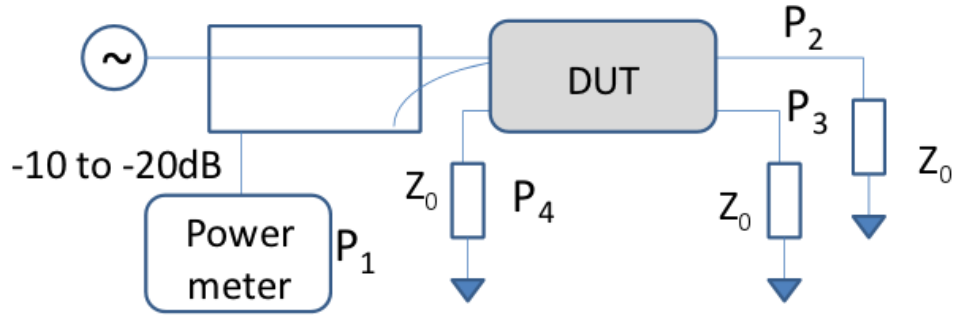 ~
P₂
DUT
P₃
-10 to -20dB
Z₀
P₄
Z₀
Z₀
Power
meter
P₁